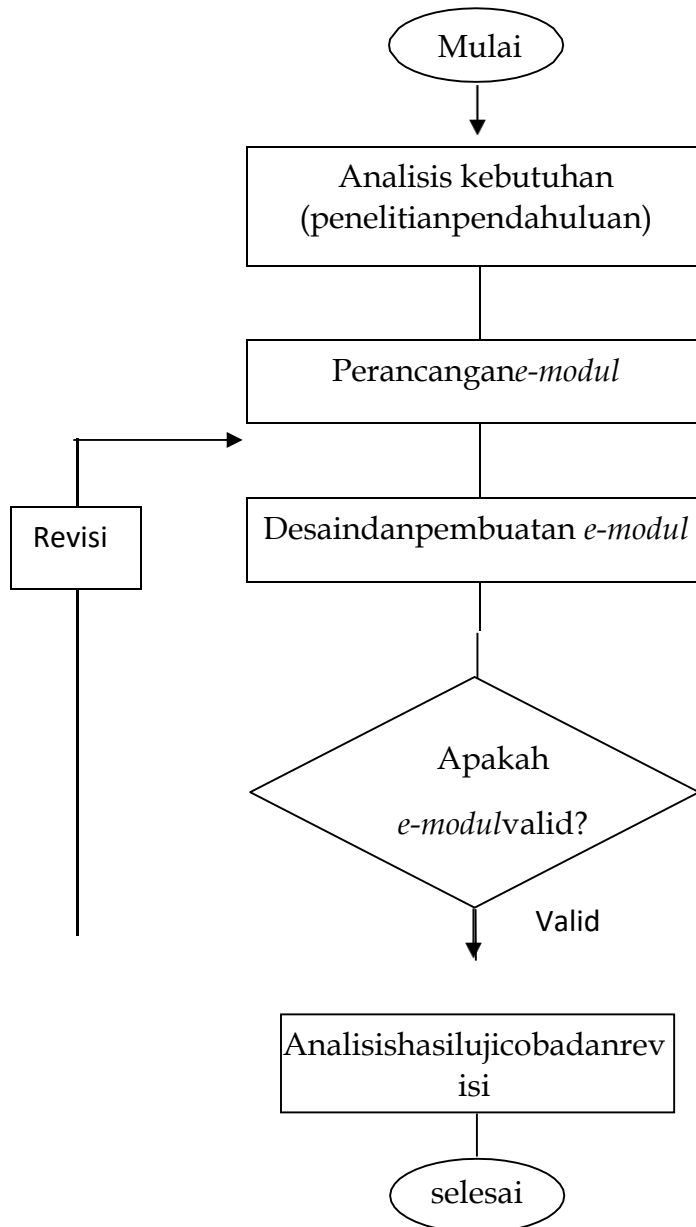 Mulai
Analisis kebutuhan
(penelitianpendahuluan)
Perancangane-modul
Revisi
Desaindanpembuatan e-modul
Apakah
e-modulvalid?
Valid
Analisishasilujicobadanrev
isi
selesai